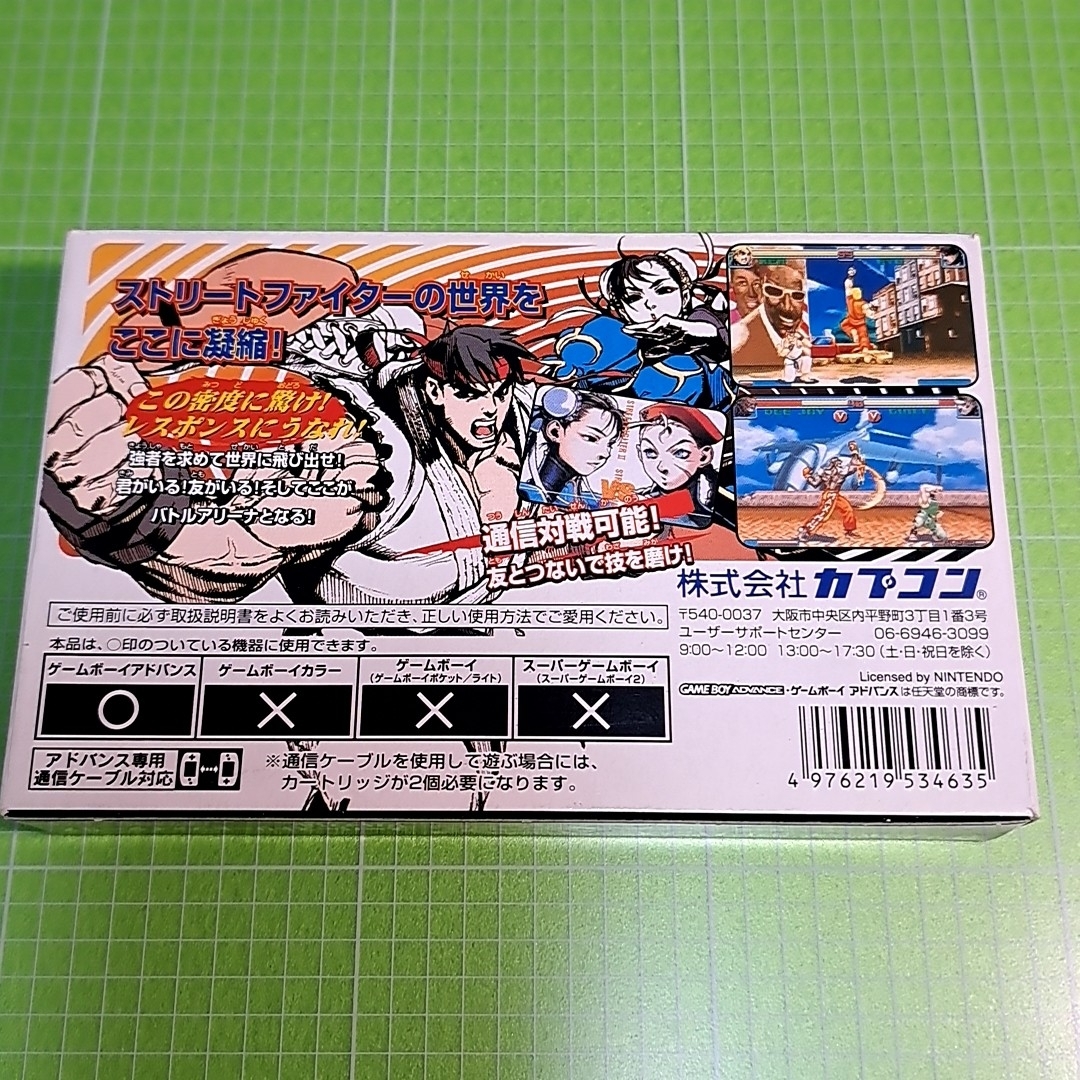 ストリートファイターの世界を
ここに凝縮!
この密度に驚け!
レスポンスにうなれ!
強者を求めて世界に飛び出せ!
君がいる!友がいる!そしてここが
バトルアリーナとなる!
通信対戦可能!
友とつないで技を磨け!
DEE JAY
株式会社カプコン®
〒540-0037 大阪市中央区内平野町3丁目1番3号
ユーザーサポートセンター 06-6946-3099
9:00~12:00 13:00~17:30(土・日・祝日を除く)
ご使用前に必ず取扱説明書をよくお読みいただき、正しい使用方法でご愛用ください。
本品は、○印のついている機器に使用できます。
ゲームボーイアドバンス
○
ゲームボーイカラー
×
ゲームボーイ
(ゲームボーイポケット/ライト)
×
スーパーゲームボーイ
(スーパーゲームボーイ2)
×
Licensed by NINTENDO
GAME BOY ADVANCE・ゲームボーイ アドバンスは任天堂の商標です。
アドバンス専用
通信ケーブル対応
※通信ケーブルを使用して遊ぶ場合には、
カートリッジが2個必要になります。
4 976219 534635